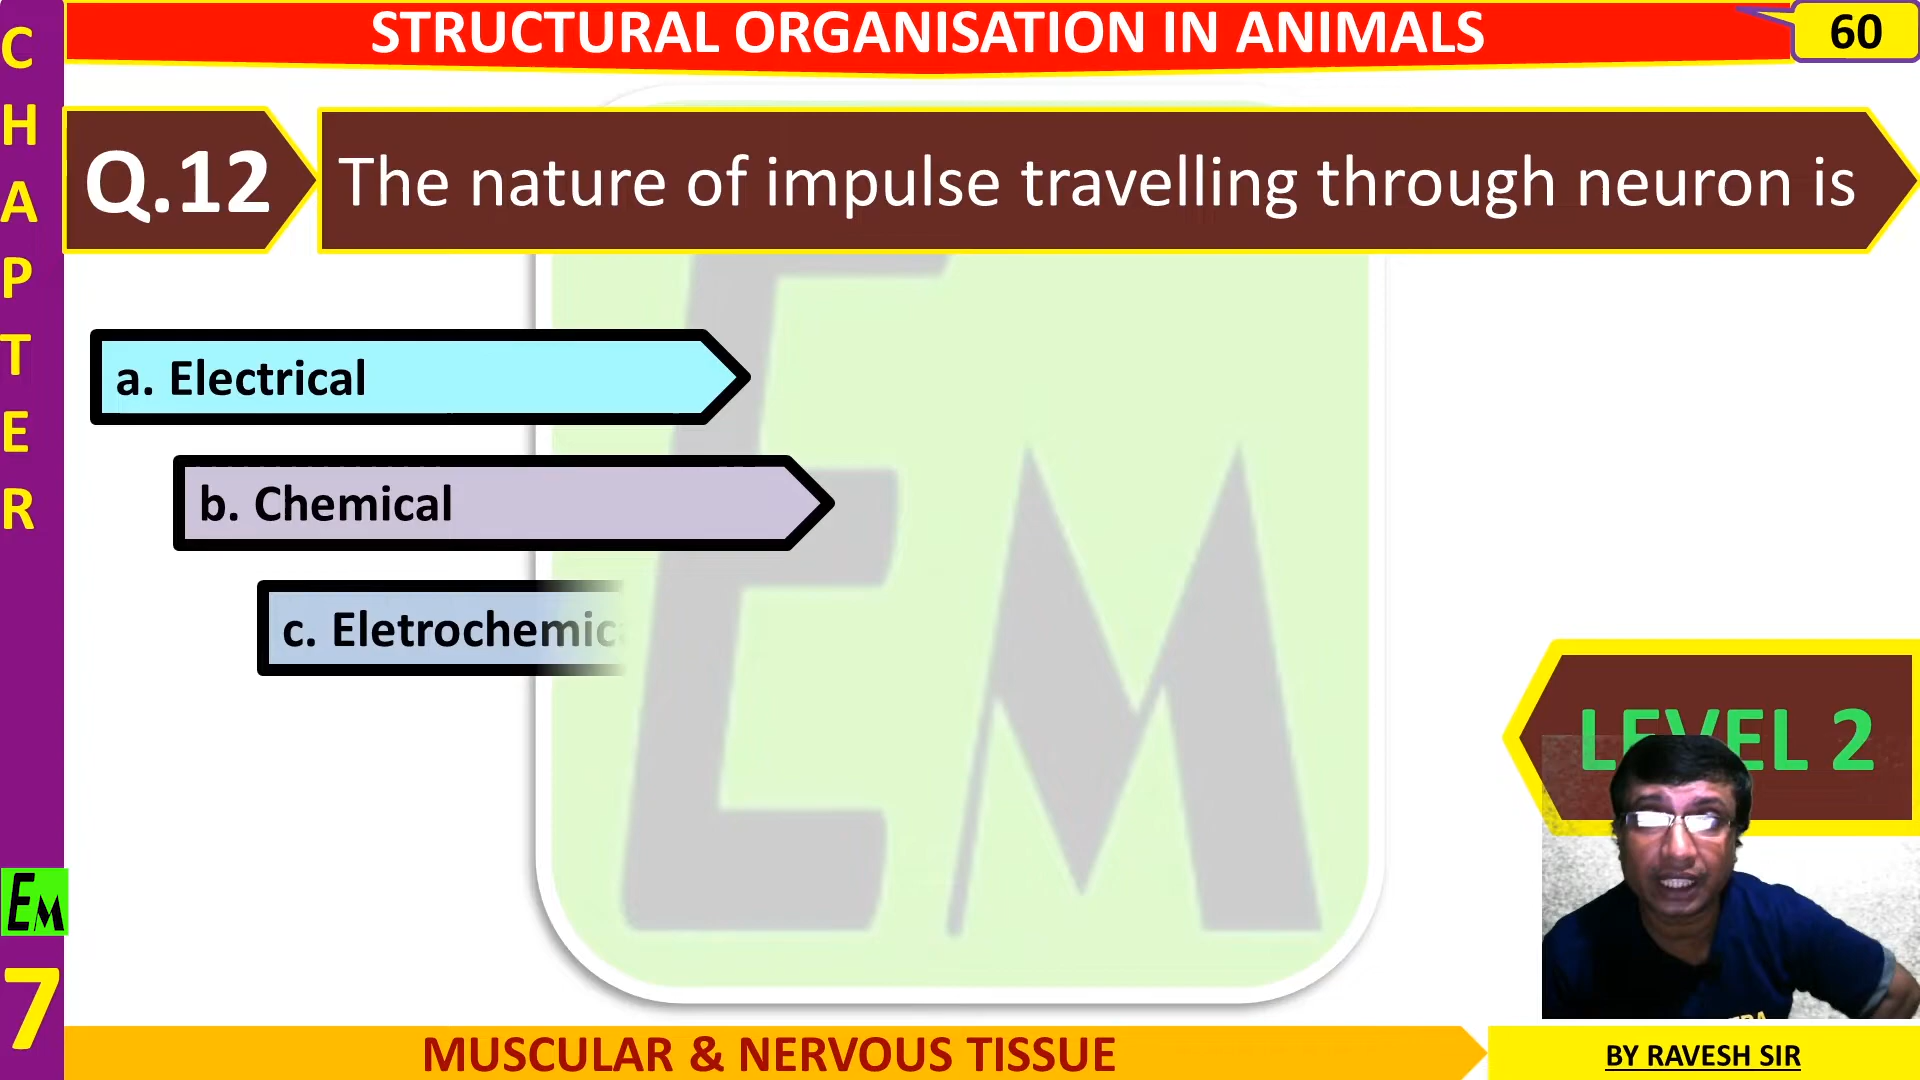 STRUCTURAL ORGANISATION IN ANIMALS
60
CHAPTER
Q.12 The nature of impulse travelling through neuron is
a. Electrical
b. Chemical
c. Eletrochemic
LEVEL 2
EM
7
EM
MUSCULAR & NERVOUS TISSUE
BY RAVESH SIR